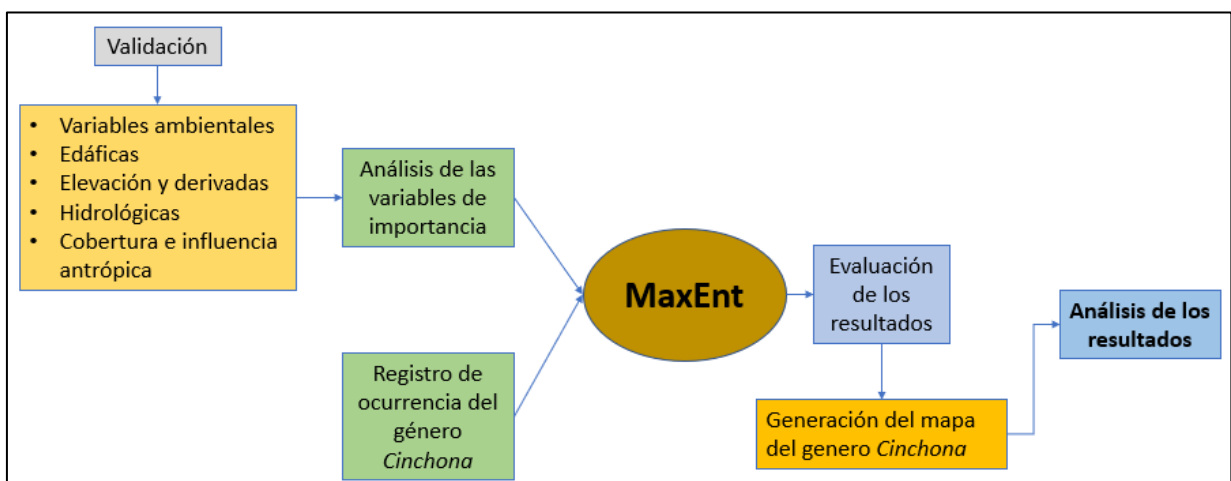 Validación
• Variables ambientales
• Edáficas
• Elevación y derivadas
• Hidrológicas
• Cobertura e influencia
antrópica
Análisis de las
variables de
importancia
Registro de
ocurrencia del
género
Cinchona
MaxEnt
Evaluación
de los
resultados
Generación del mapa
del genero Cinchona
Análisis de los
resultados